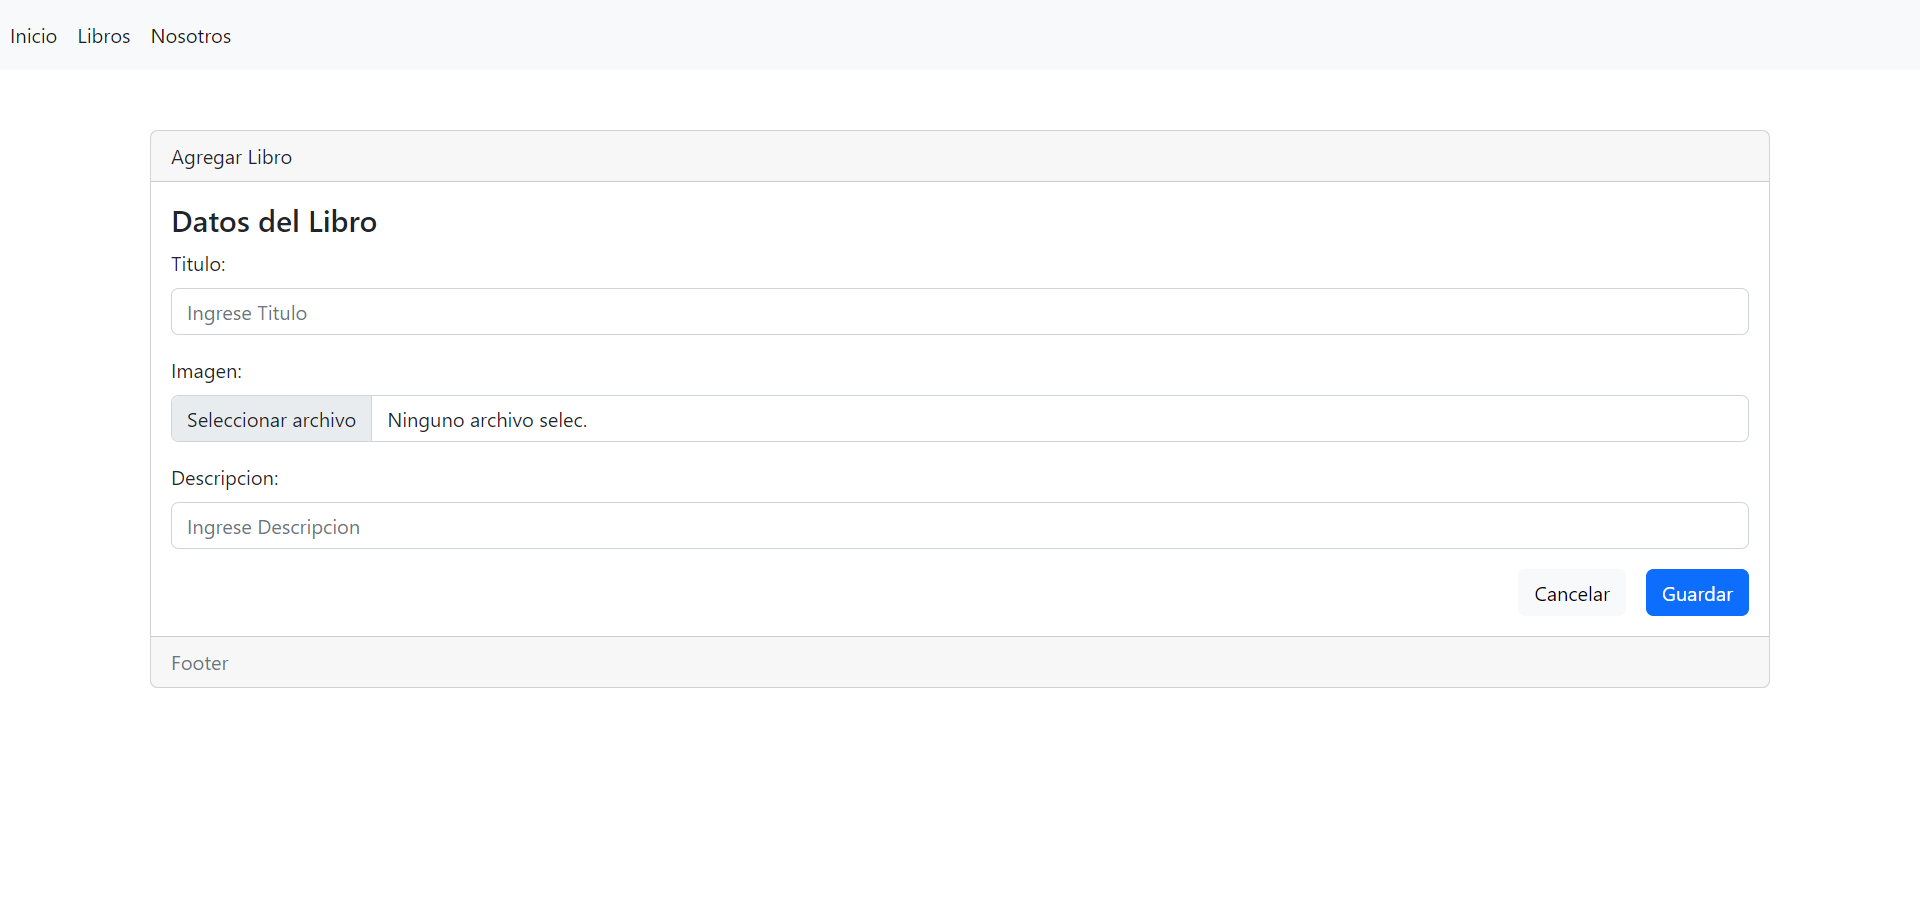 Inicio Libros Nosotros
Agregar Libro
Datos del Libro
Titulo:
Ingrese Titulo
Imagen:
Seleccionar archivo Ninguno archivo selec.
Descripcion:
Ingrese Descripcion
Cancelar Guardar
Footer